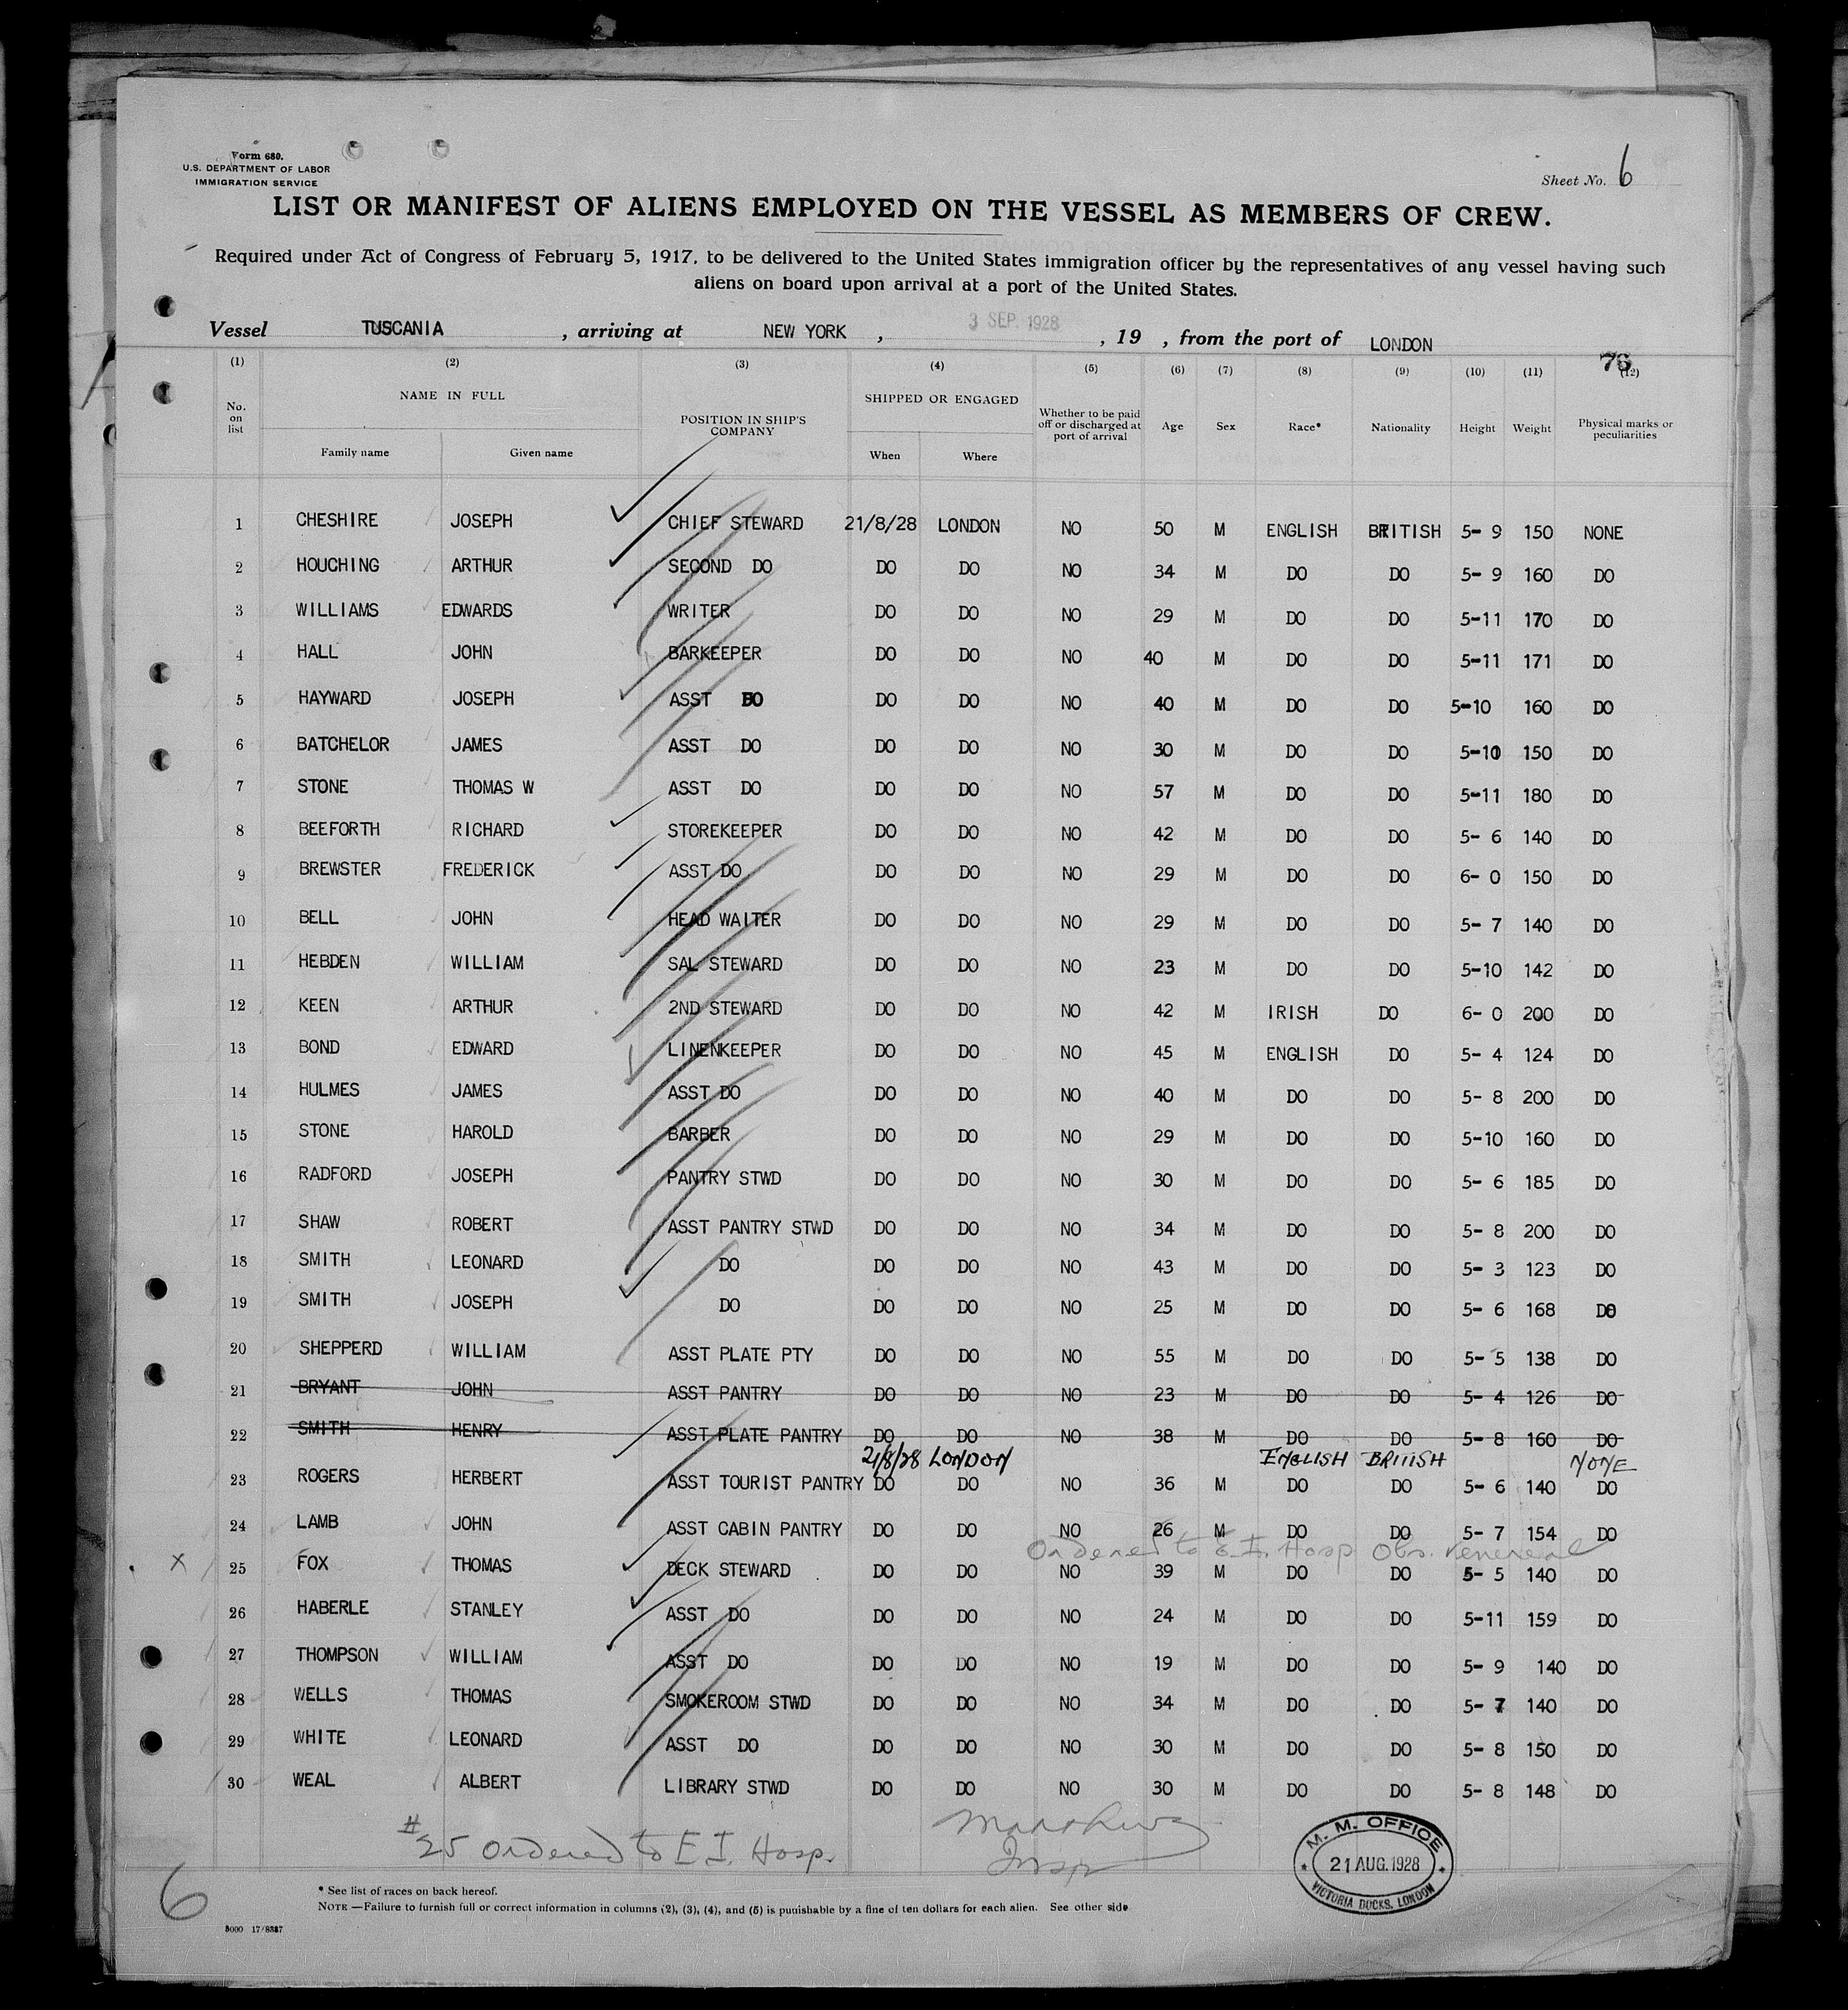 Form 680.
U.S. DEPARTMENT OF LABOR
IMMIGRATION SERVICE
Sheet No. 6
LIST OR MANIFEST OF ALIENS EMPLOYED ON THE VESSEL AS MEMBERS OF CREW.
Required under Act of Congress of February 5, 1917, to be delivered to the United States immigration officer by the representatives of any vessel having such
aliens on board upon arrival at a port of the United States.
3 SEP. 1928
Vessel TUSCANIA , arriving at NEW YORK , , 19 , from the port of LONDON
76
(1) (2) (3) (4) (5) (6) (7) (8) (9) (10) (11) (12)
No. on list NAME IN FULL Family name Given name POSITION IN SHIP'S COMPANY SHIPPED OR ENGAGED When Where Whether to be paid off or discharged at port of arrival Age Sex Race* Nationality Height Weight Physical marks or peculiarities
1 CHESHIRE JOSEPH CHIEF STEWARD 21/8/28 LONDON NO 50 M ENGLISH BRITISH 5- 9 150 NONE
2 HOUCHING ARTHUR SECOND DO DO DO NO 34 M DO DO 5- 9 160 DO
3 WILLIAMS EDWARDS WRITER DO DO NO 29 M DO DO 5-11 170 DO
4 HALL JOHN BARKEEPER DO DO NO 40 M DO DO 5-11 171 DO
5 HAYWARD JOSEPH ASST DO DO DO NO 40 M DO DO 5-10 160 DO
6 BATCHELOR JAMES ASST DO DO DO NO 30 M DO DO 5-10 150 DO
7 STONE THOMAS W ASST DO DO DO NO 57 M DO DO 5-11 180 DO
8 BEEFORTH RICHARD STOREKEEPER DO DO NO 42 M DO DO 5- 6 140 DO
9 BREWSTER FREDERICK ASST DO DO DO NO 29 M DO DO 6- 0 150 DO
10 BELL JOHN HEAD WAITER DO DO NO 29 M DO DO 5- 7 140 DO
11 HEBDEN WILLIAM SAL STEWARD DO DO NO 23 M DO DO 5-10 142 DO
12 KEEN ARTHUR 2ND STEWARD DO DO NO 42 M IRISH DO 6- 0 200 DO
13 BOND EDWARD LINENKEEPER DO DO NO 45 M ENGLISH DO 5- 4 124 DO
14 HULMES JAMES ASST DO DO DO NO 40 M DO DO 5- 8 200 DO
15 STONE HAROLD BARBER DO DO NO 29 M DO DO 5-10 160 DO
16 RADFORD JOSEPH PANTRY STWD DO DO NO 30 M DO DO 5- 6 185 DO
17 SHAW ROBERT ASST PANTRY STWD DO DO NO 34 M DO DO 5- 8 200 DO
18 SMITH LEONARD DO DO DO NO 43 M DO DO 5- 3 123 DO
19 SMITH JOSEPH DO DO DO NO 25 M DO DO 5- 6 168 DO
20 SHEPPERD WILLIAM ASST PLATE PTY DO DO NO 55 M DO DO 5- 5 138 DO
21 BRYANT JOHN ASST PANTRY DO DO NO 23 M DO DO 5- 4 126 DO
22 SMITH HENRY ASST PLATE PANTRY DO DO NO 38 M DO DO 5- 8 160 DO
21/8/28 LONDON ENGLISH BRITISH NONE
23 ROGERS HERBERT ASST TOURIST PANTRY DO DO NO 36 M DO DO 5- 6 140 DO
24 LAMB JOHN ASST CABIN PANTRY DO DO NO 26 M DO DO 5- 7 154 DO
Ordered to E.I. Hosp Obs. Venereal
X 25 FOX THOMAS DECK STEWARD DO DO NO 39 M DO DO 5- 5 140 DO
26 HABERLE STANLEY ASST DO DO DO NO 24 M DO DO 5-11 159 DO
27 THOMPSON WILLIAM ASST DO DO DO NO 19 M DO DO 5- 9 140 DO
28 WELLS THOMAS SMOKEROOM STWD DO DO NO 34 M DO DO 5- 7 140 DO
29 WHITE LEONARD ASST DO DO DO NO 30 M DO DO 5- 8 150 DO
30 WEAL ALBERT LIBRARY STWD DO DO NO 30 M DO DO 5- 8 148 DO
#25 Ordered to E.I. Hosp.
Insp
M. M. OFFICE
21 AUG. 1928
VICTORIA DOCKS, LONDON
6
* See list of races on back hereof.
NOTE —Failure to furnish full or correct information in columns (2), (3), (4), and (5) is punishable by a fine of ten dollars for each alien. See other side.
5000 17/8327